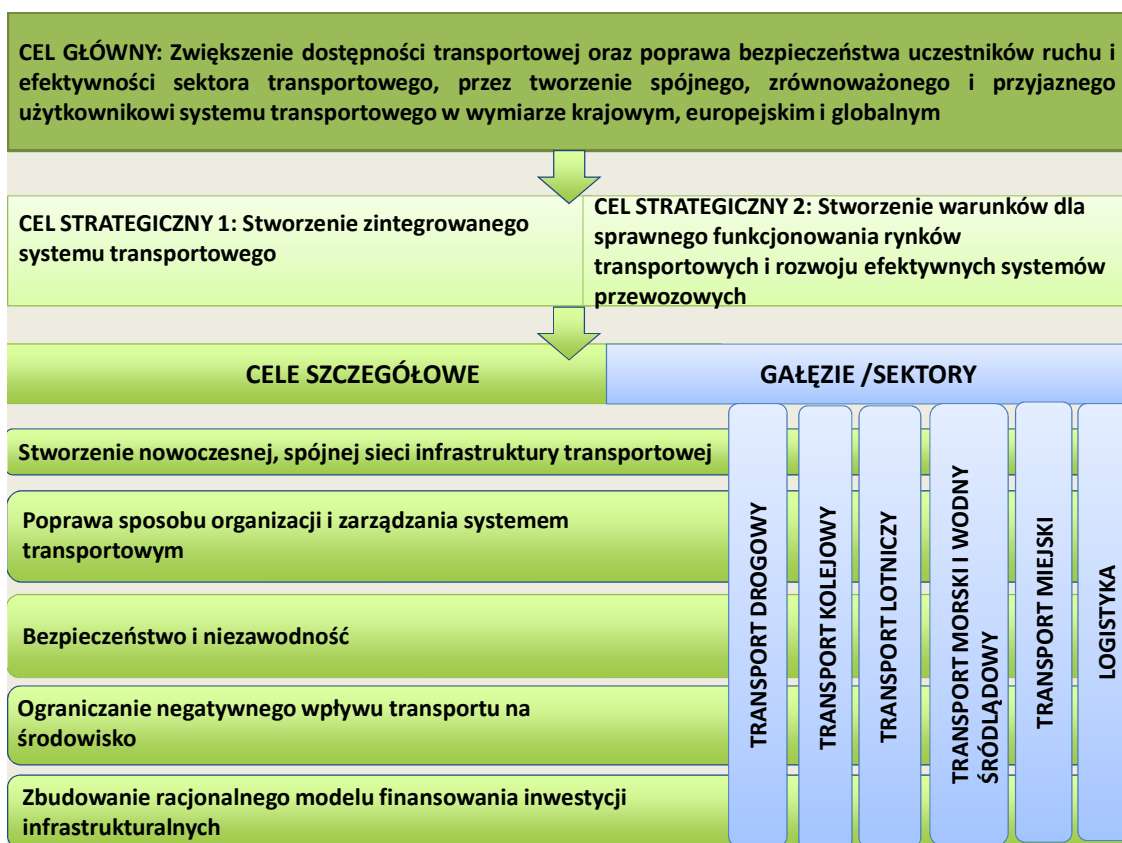 CEL GŁÓWNY: Zwiększenie dostępności transportowej oraz poprawa bezpieczeństwa uczestników ruchu i
efektywności sektora transportowego, przez tworzenie spójnego, zrównoważonego i przyjaznego
użytkownikowi systemu transportowego w wymiarze krajowym, europejskim i globalnym
CEL STRATEGICZNY 1: Stworzenie zintegrowanego
systemu transportowego
CEL STRATEGICZNY 2: Stworzenie warunków dla
sprawnego funkcjonowania rynków
transportowych i rozwoju efektywnych systemów
przewozowych
CELE SZCZEGÓŁOWE
GAŁĘZIE /SEKTORY
Stworzenie nowoczesnej, spójnej sieci infrastruktury transportowej
Poprawa sposobu organizacji i zarządzania systemem
transportowym
Bezpieczeństwo i niezawodność
Ograniczanie negatywnego wpływu transportu na
środowisko
Zbudowanie racjonalnego modelu finansowania inwestycji
infrastrukturalnych
TRANSPORT DROGOWY
TRANSPORT KOLEJOWY
TRANSPORT LOTNICZY
TRANSPORT MORSKI I WODNY
ŚRÓDLĄDOWY
TRANSPORT MIEJSKI
LOGISTYKA